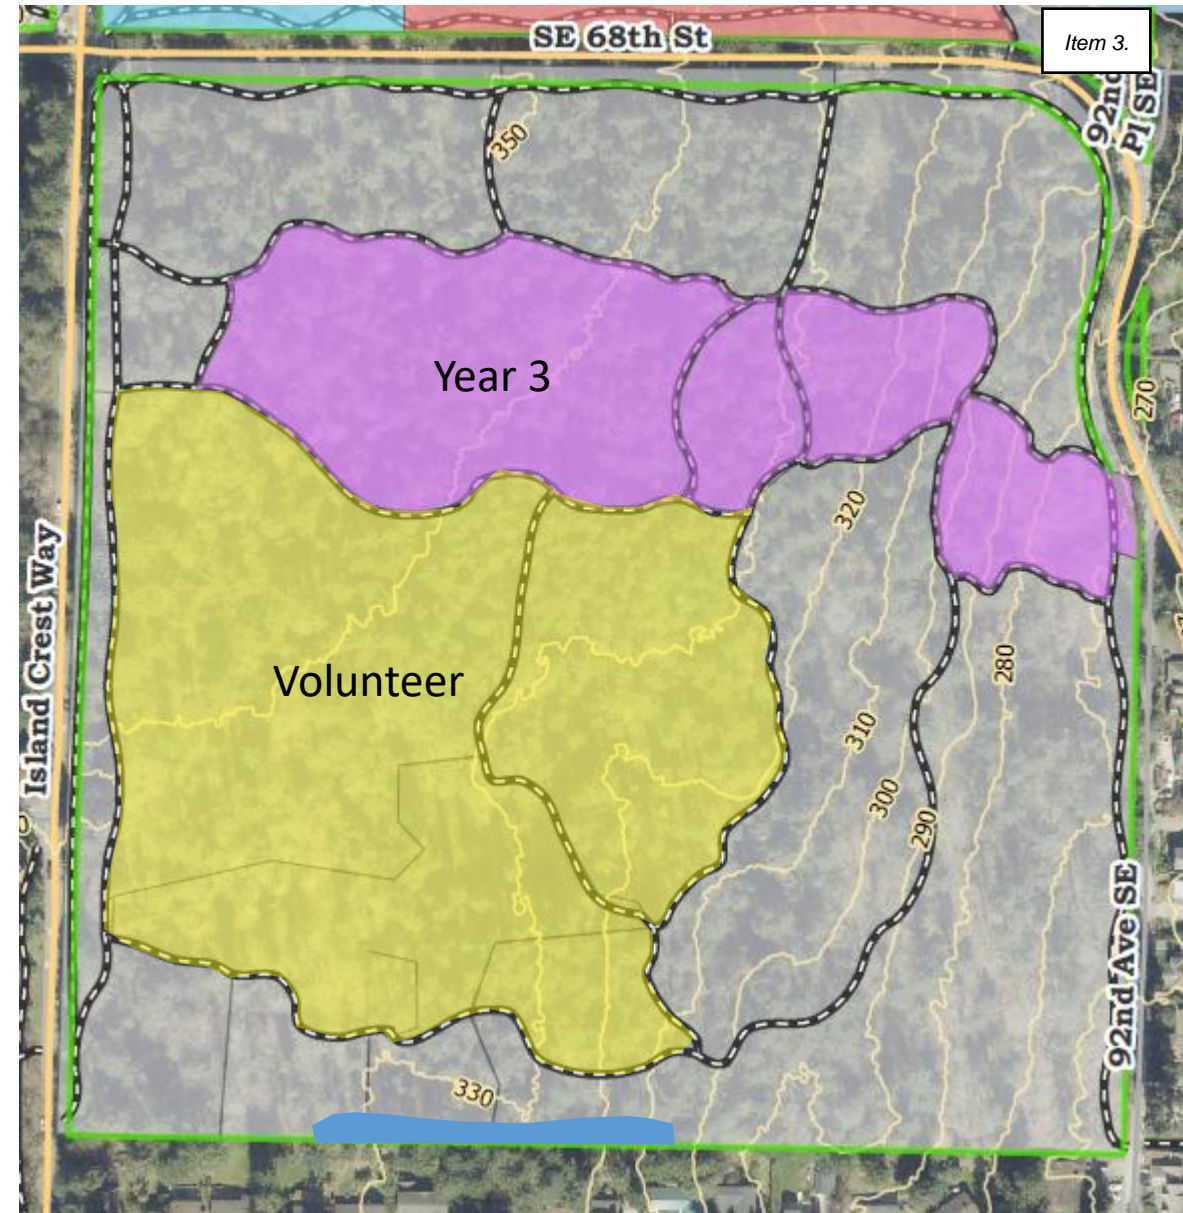 SE 68th St
Item 3.
92nd
Pl SE
350
Year 3
270
320
Island Crest Way
Volunteer
280
310
300
290
92nd Ave SE
330